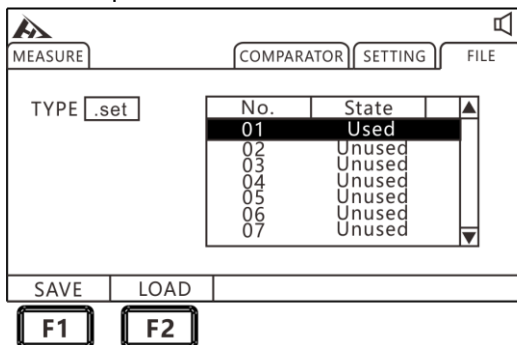 MEASURE COMPARATOR SETTING FILE
TYPE .set
No. State
01 Used
02 Unused
03 Unused
04 Unused
05 Unused
06 Unused
07 Unused
SAVE LOAD
F1 F2